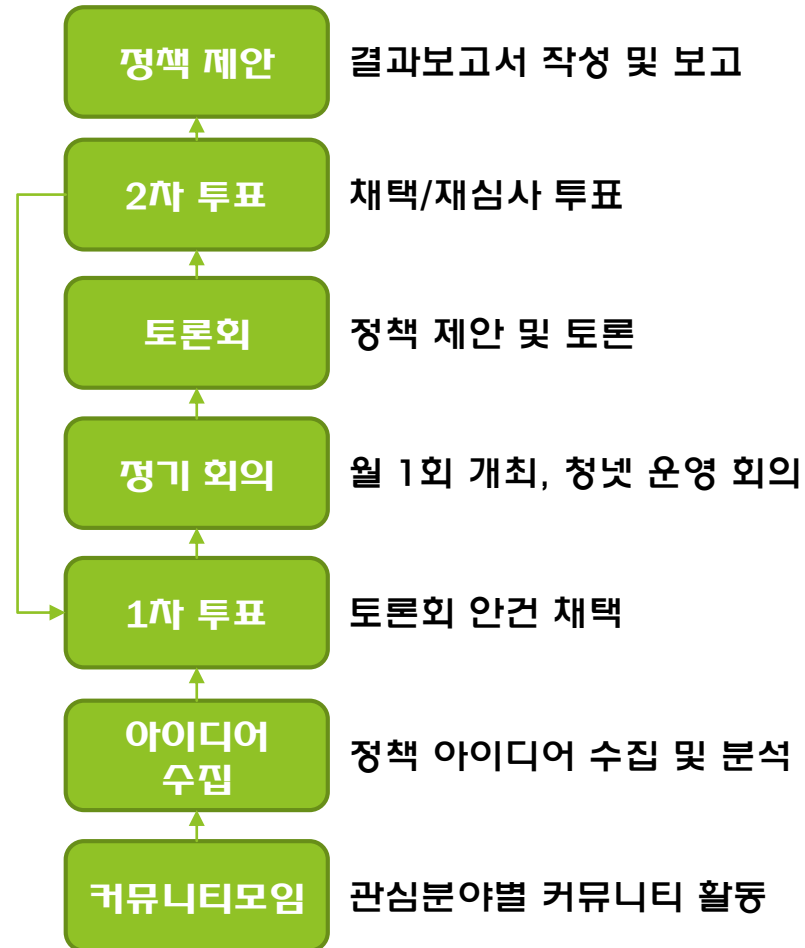 정책 제안
결과보고서 작성 및 보고
2차 투표
채택/재심사 투표
토론회
정책 제안 및 토론
정기 회의
월 1회 개최, 청넷 운영 회의
1차 투표
토론회 안건 채택
아이디어
수집
정책 아이디어 수집 및 분석
커뮤니티모임
관심분야별 커뮤니티 활동